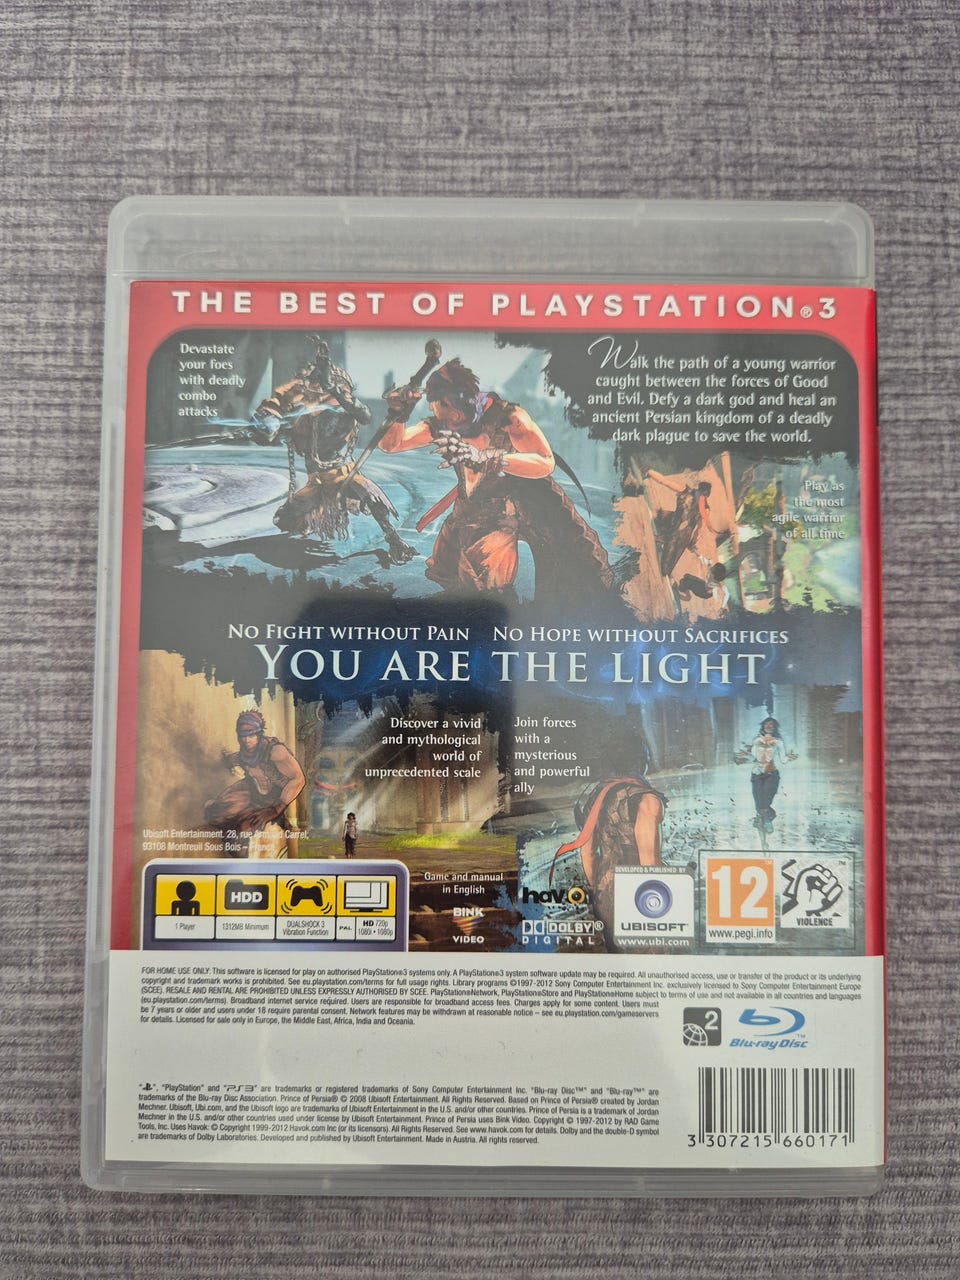 THE BEST OF PLAYSTATION®3
Devastate
your foes
with deadly
combo
attacks
Walk the path of a young warrior
caught between the forces of Good
and Evil. Defy a dark god and heal an
ancient Persian kingdom of a deadly
dark plague to save the world.
Play as
the most
agile warrior
of all time
NO FIGHT WITHOUT PAIN NO HOPE WITHOUT SACRIFICES
YOU ARE THE LIGHT
Discover a vivid
and mythological
world of
unprecedented scale
Join forces
with a
mysterious
and powerful
ally
Ubisoft Entertainment. 28, rue Armand Carrel,
93108 Montreuil Sous Bois – France
HDD
1 Player
1312MB Minimum
DUALSHOCK 3
Vibration Function
PAL
HD 720p
1080i • 1080p
Game and manual
in English
BINK
VIDEO
havok
DOLBY®
DIGITAL
DEVELOPED & PUBLISHED BY
UBISOFT
www.ubi.com
12
www.pegi.info
VIOLENCE
FOR HOME USE ONLY: This software is licensed for play on authorised PlayStation®3 systems only. A PlayStation®3 system software update may be required. All unauthorised access, use or transfer of the product or its underlying
copyright and trademark works is prohibited. See eu.playstation.com/terms for full usage rights. Library programs ©1997-2012 Sony Computer Entertainment Inc. exclusively licensed to Sony Computer Entertainment Europe
(SCEE). RESALE AND RENTAL ARE PROHIBITED UNLESS EXPRESSLY AUTHORISED BY SCEE. PlayStation®Network, PlayStation®Store and PlayStation®Home subject to terms of use and not available in all countries and languages
(eu.playstation.com/terms). Broadband internet service required. Users are responsible for broadband access fees. Charges apply for some content. Users must
be 7 years or older and users under 18 require parental consent. Network features may be withdrawn at reasonable notice – see eu.playstation.com/gameservers
for details. Licensed for sale only in Europe, the Middle East, Africa, India and Oceania.
2
Blu-ray Disc™
" ", "PlayStation" and "PS3" are trademarks or registered trademarks of Sony Computer Entertainment Inc. "Blu-ray Disc™" and "Blu-ray™" are
trademarks of the Blu-ray Disc Association. Prince of Persia® © 2008 Ubisoft Entertainment. All Rights Reserved. Based on Prince of Persia® created by Jordan
Mechner. Ubisoft, Ubi.com, and the Ubisoft logo are trademarks of Ubisoft Entertainment in the U.S. and/or other countries. Prince of Persia is a trademark of Jordan
Mechner in the U.S. and/or other countries used under license by Ubisoft Entertainment. Prince of Persia uses Bink Video. Copyright © 1997-2012 by RAD Game
Tools, Inc. Uses Havok: © Copyright 1999-2012 Havok.com Inc (or its licensors). All Rights Reserved. See www.havok.com for details. Dolby and the double-D symbol
are trademarks of Dolby Laboratories. Developed and published by Ubisoft Entertainment. Made in Austria. All rights reserved.
3 307215 660171